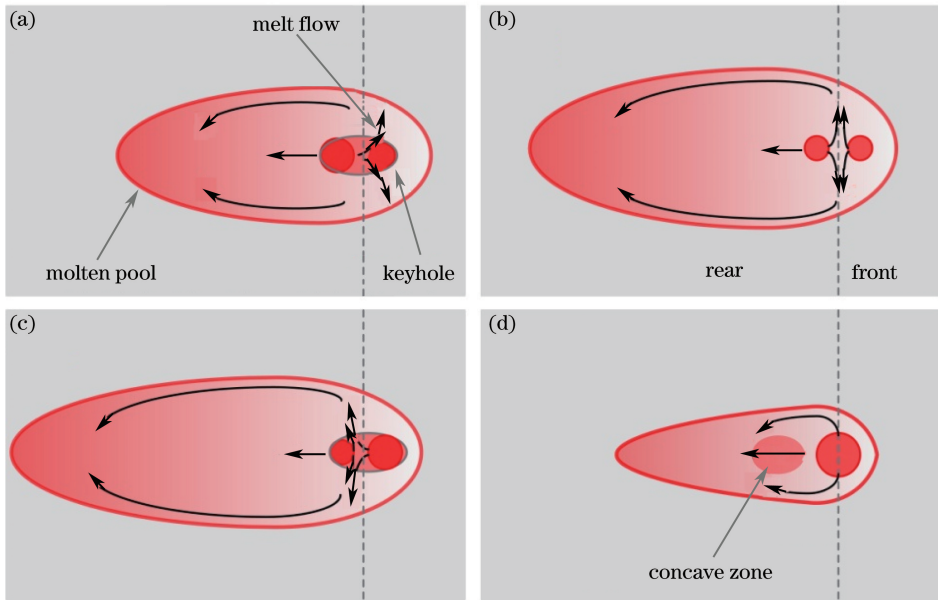 (a)
melt flow
molten pool
keyhole
(b)
rear
front
(c)
(d)
concave zone